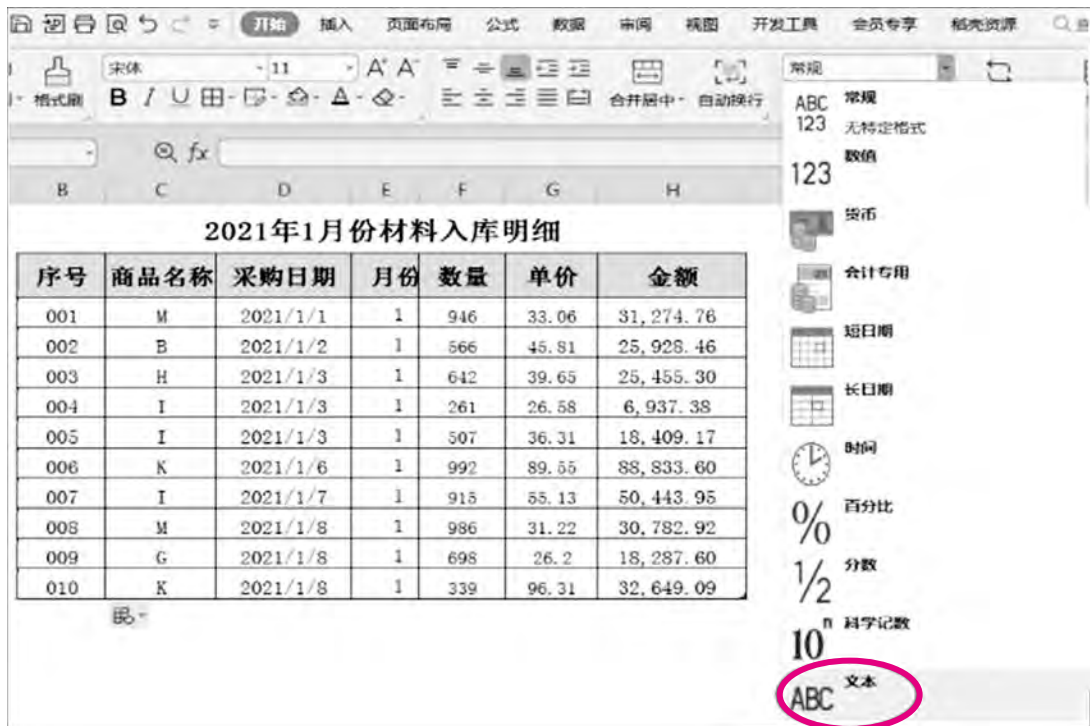 开始 插入 页面布局 公式 数据 审阅 视图 开发工具 会员专享 稻壳资源
宋体 11 A A 常规
格式刷 B I U A 合并居中 自动换行
fx
B C D E F G H
2021年1月份材料入库明细
序号 商品名称 采购日期 月份 数量 单价 金额
001 M 2021/1/1 1 946 33.06 31,274.76
002 B 2021/1/2 1 566 45.81 25,928.46
003 H 2021/1/3 1 642 39.65 25,455.30
004 I 2021/1/3 1 261 26.58 6,937.38
005 I 2021/1/3 1 507 36.31 18,409.17
006 K 2021/1/6 1 992 89.55 88,833.60
007 I 2021/1/7 1 915 55.13 50,443.95
008 M 2021/1/8 1 986 31.22 30,782.92
009 G 2021/1/8 1 698 26.2 18,287.60
010 K 2021/1/8 1 339 96.31 32,649.09
ABC 123 常规
无特定格式
123 数值
货币
会计专用
短日期
长日期
时间
% 百分比
1/2 分数
10ⁿ 科学记数
ABC 文本